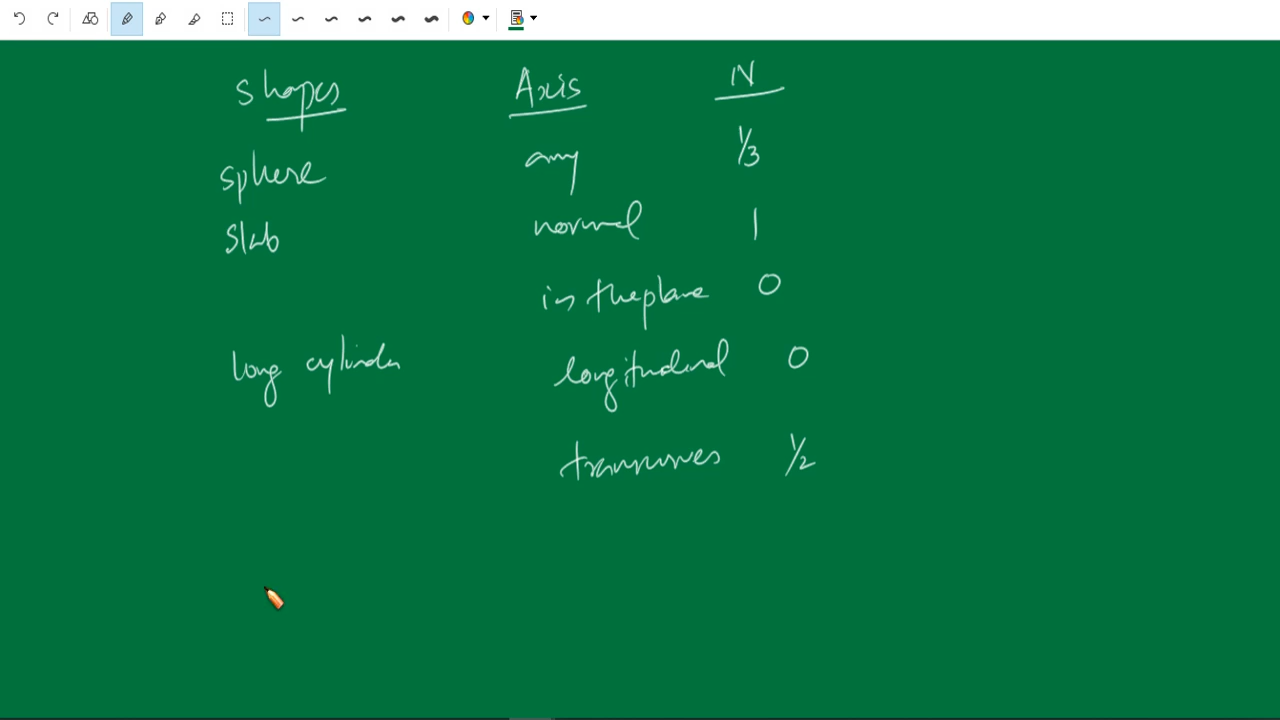 Shapes Axis N
sphere any 1/3
Slab normal 1
in the plane 0
long cylinder longitudinal 0
transverses 1/2